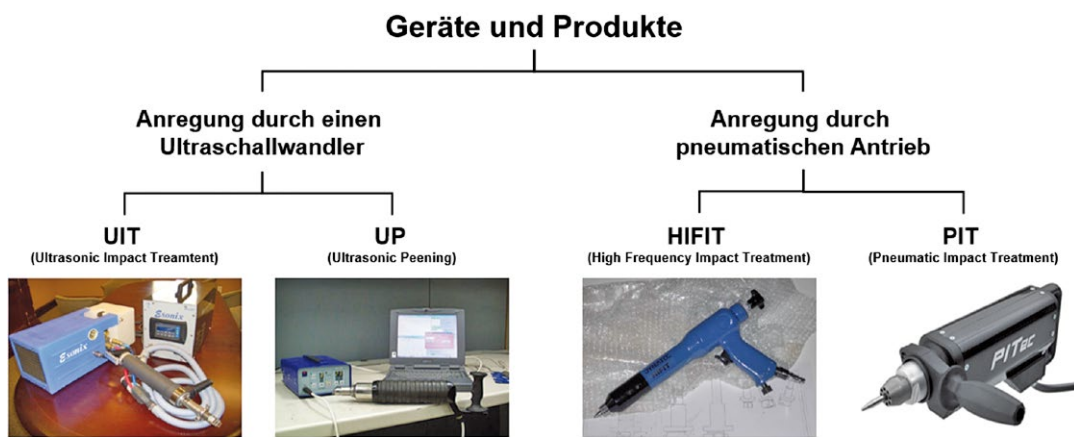 Geräte und Produkte
Anregung durch einen
Ultraschallwandler
Anregung durch
pneumatischen Antrieb
UIT
(Ultrasonic Impact Treamtent)
UP
(Ultrasonic Peening)
HIFIT
(High Frequency Impact Treatment)
PIT
(Pneumatic Impact Treatment)
Esonix
Esonix
PITec